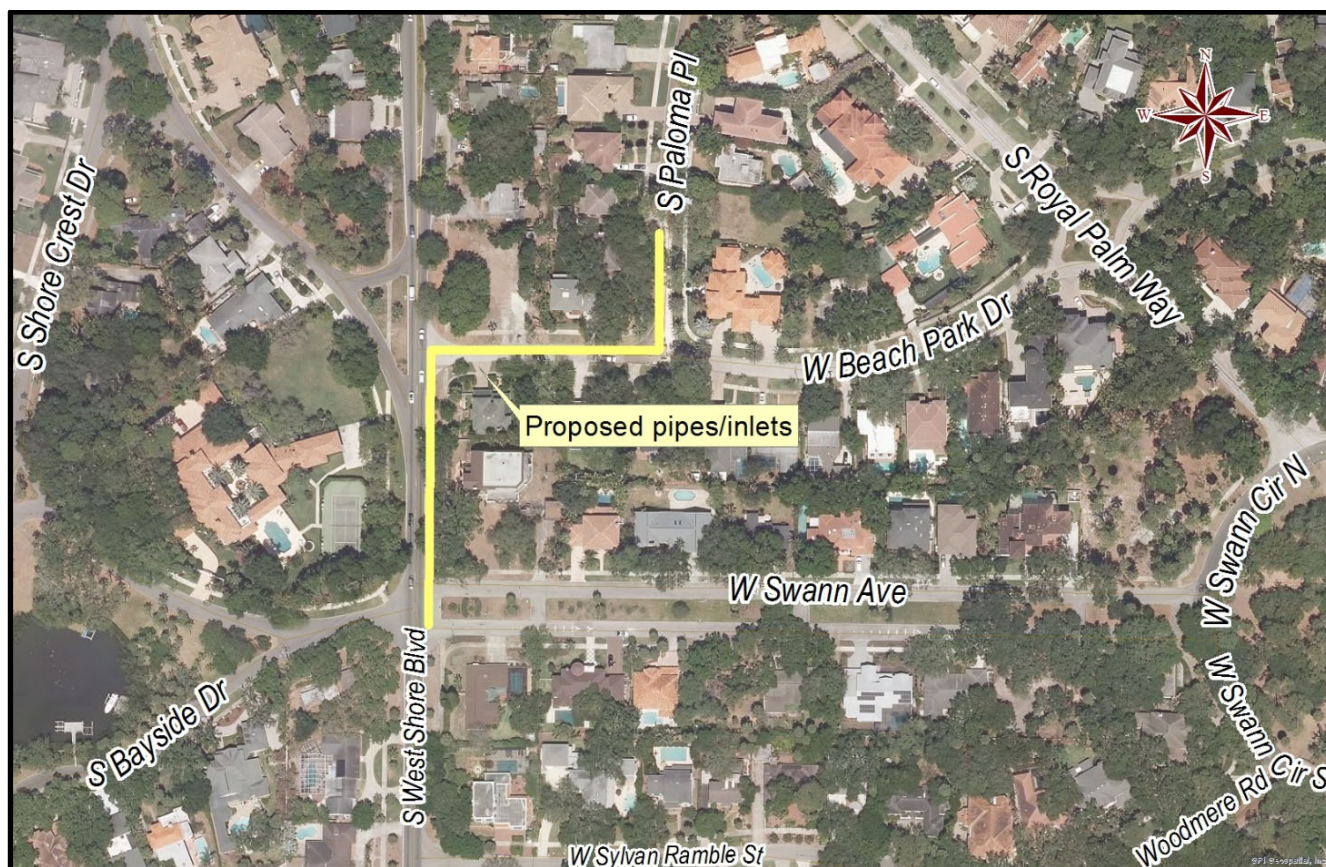 N
W
E
S
S Paloma Pl
S Shore Crest Dr
S Royal Palm Way
W Beach Park Dr
Proposed pipes/inlets
W Swann Cir N
W Swann Ave
S West Shore Blvd
S Bayside Dr
W Swann Cir S
Woodmere Rd
W Sylvan Ramble St